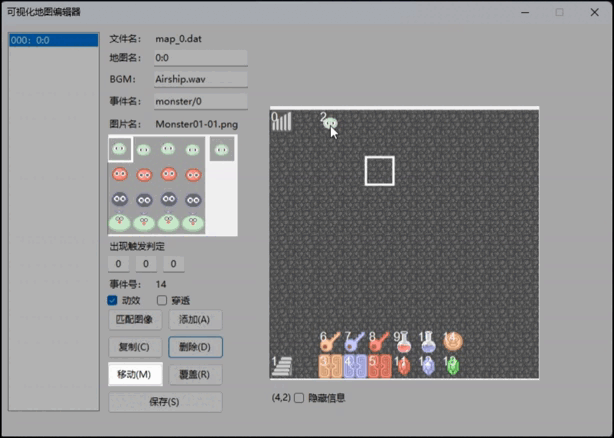 可视化地图编辑器
000: 0:0
文件名: map_0.dat
地图名: 0:0
BGM: Airship.wav
事件名: monster/0
图片名: Monster01-01.png
出现触发判定
0 0 0
事件号: 14
动效 穿透
匹配图像 添加(A)
复制(C) 删除(D)
移动(M) 覆盖(R)
保存(S)
0 2
6 7 8 9 1 14
1 3 4 5 11 13
(4,2) 隐藏信息